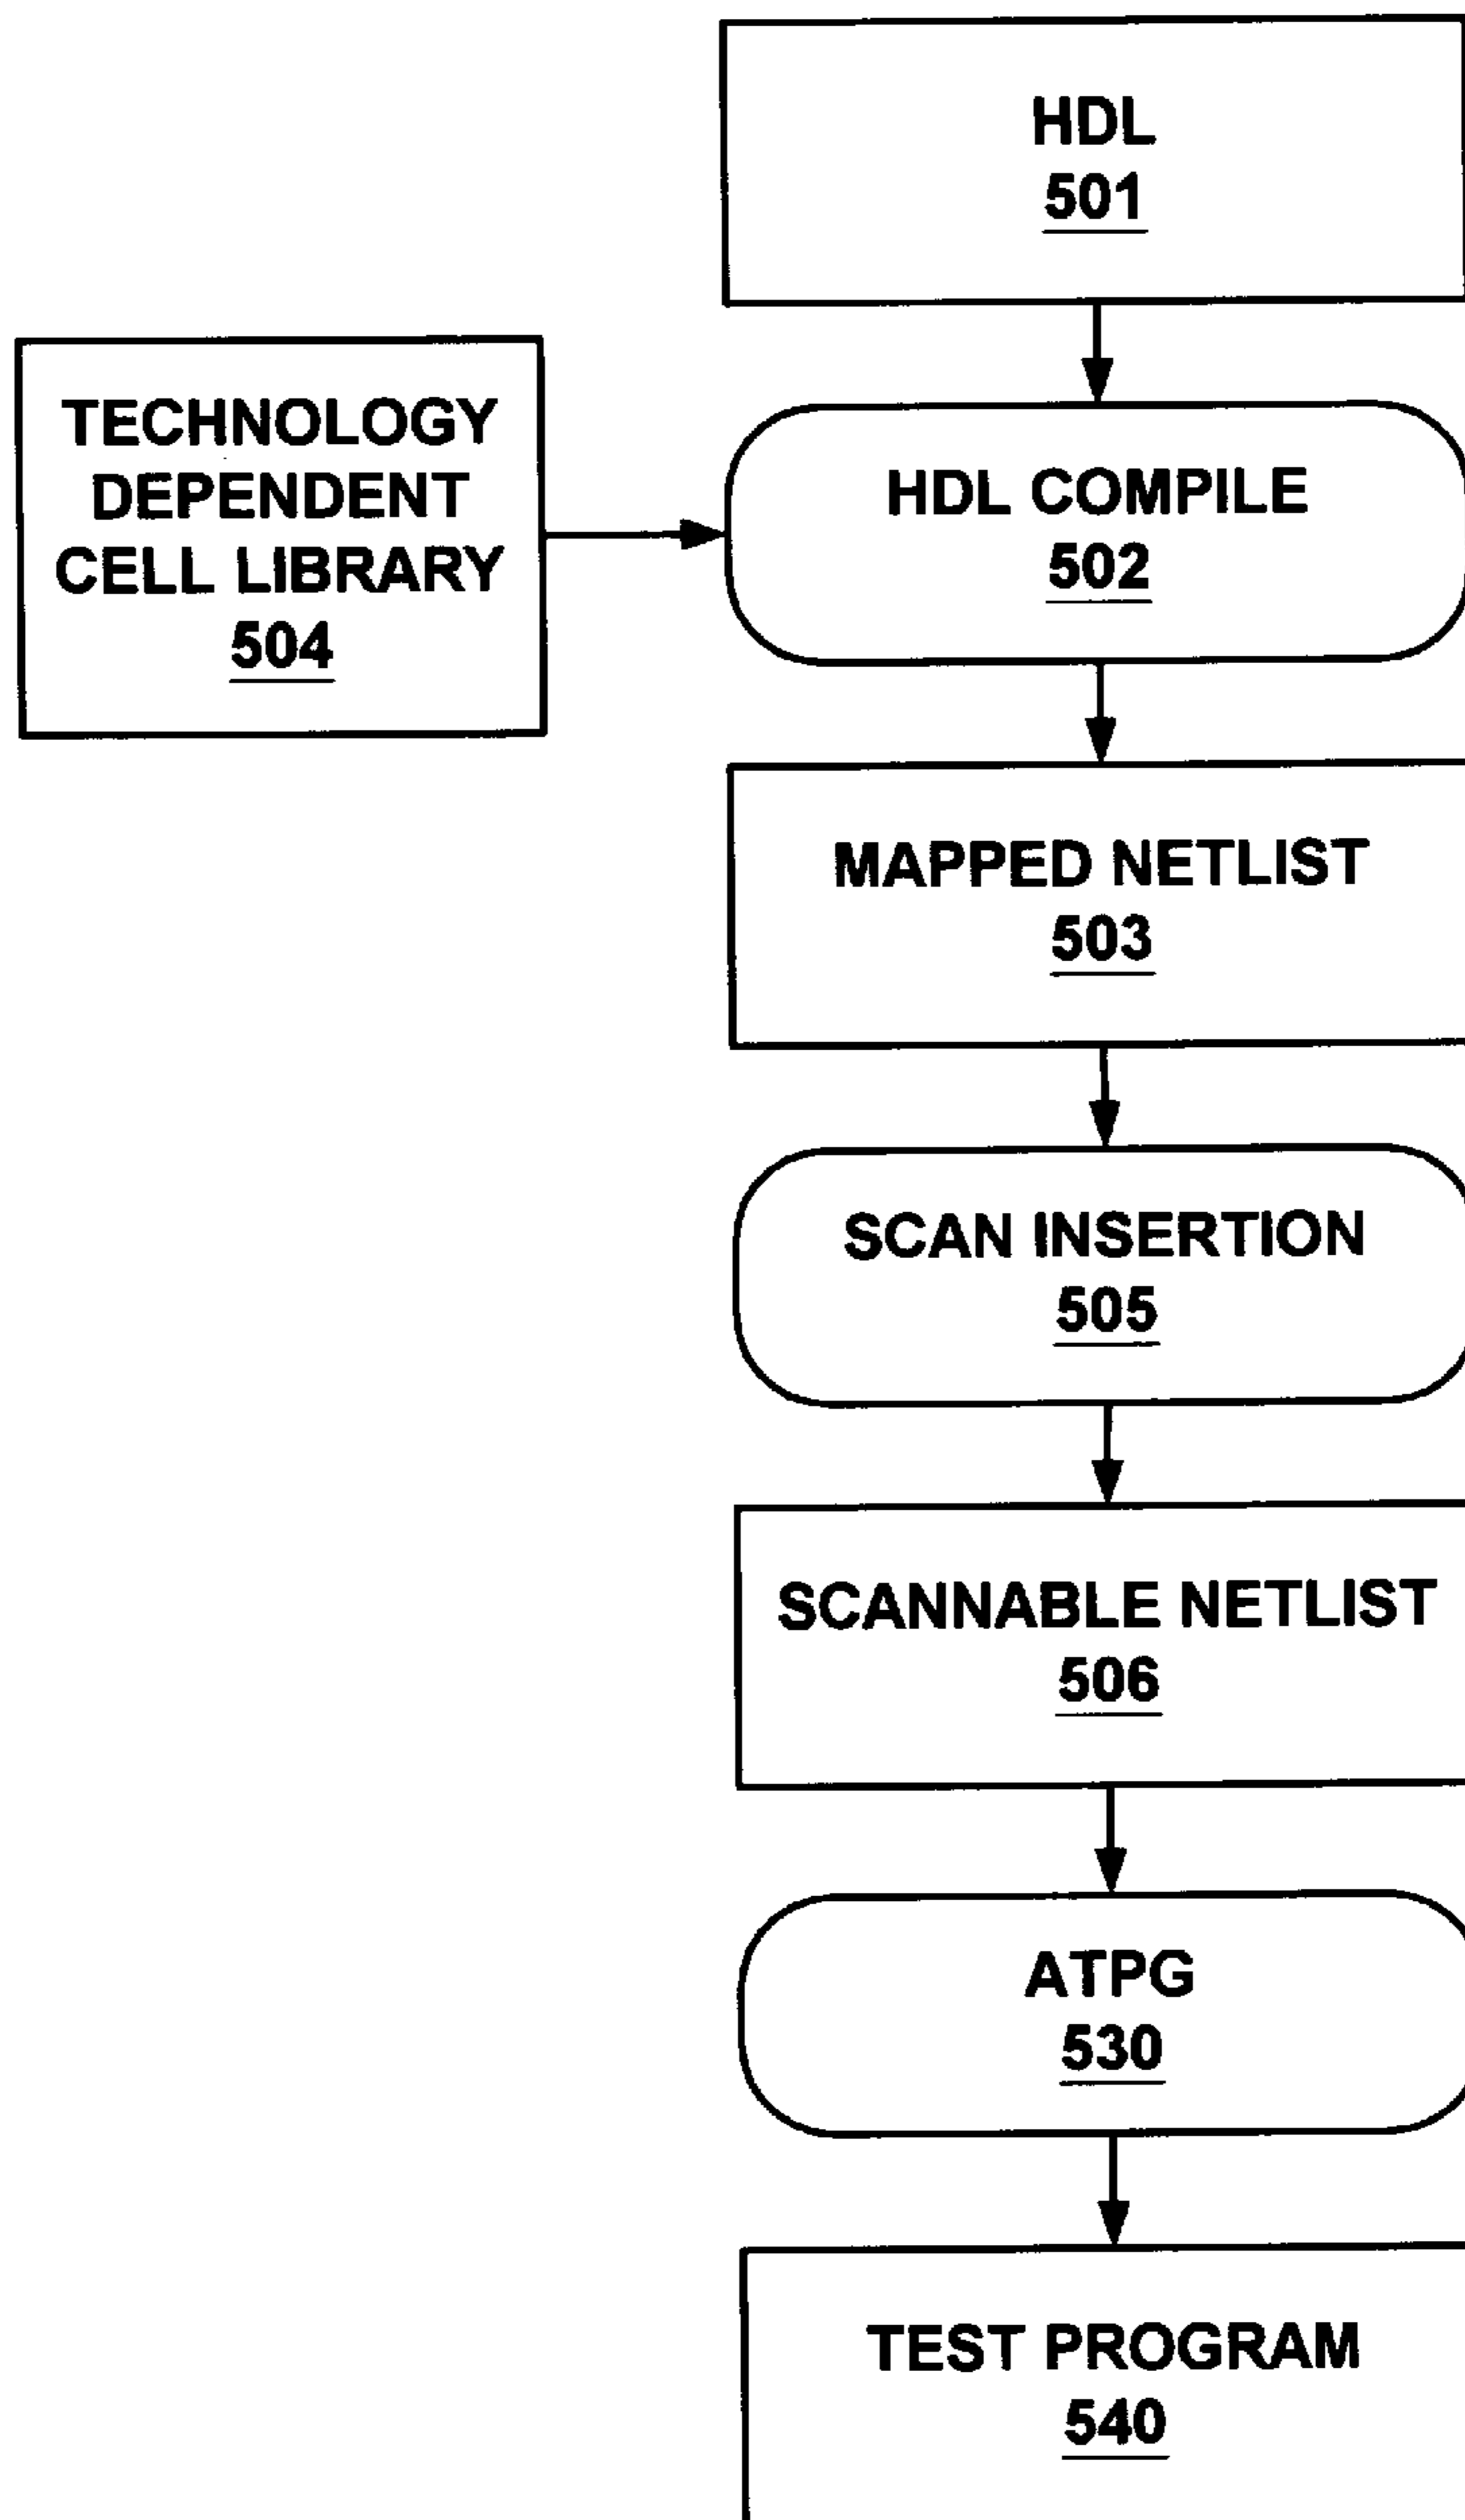 HDL
501
TECHNOLOGY
DEPENDENT
CELL LIBRARY
504
HDL COMPILE
502
MAPPED NETLIST
503
SCAN INSERTION
505
SCANNABLE NETLIST
506
ATPG
530
TEST PROGRAM
540